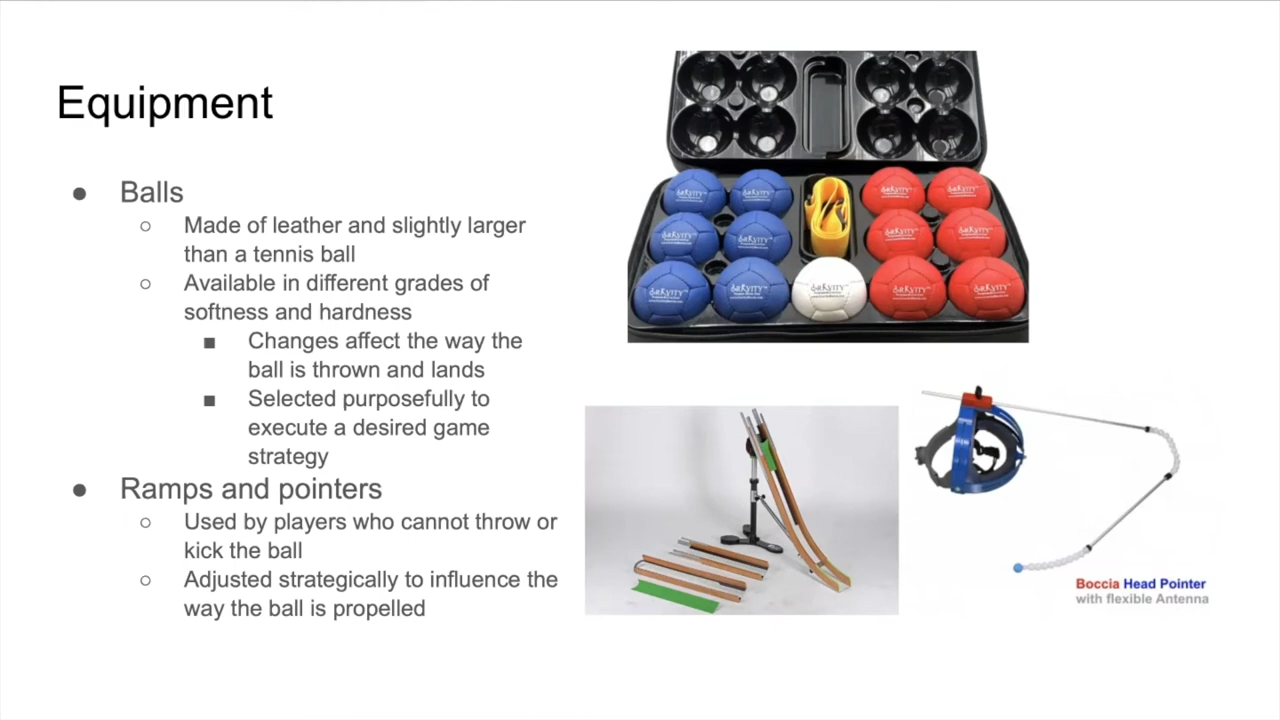 Equipment
● Balls
○ Made of leather and slightly larger
than a tennis ball
○ Available in different grades of
softness and hardness
■ Changes affect the way the
ball is thrown and lands
■ Selected purposefully to
execute a desired game
strategy
● Ramps and pointers
○ Used by players who cannot throw or
kick the ball
○ Adjusted strategically to influence the
way the ball is propelled
Boccia Head Pointer
with flexible Antenna